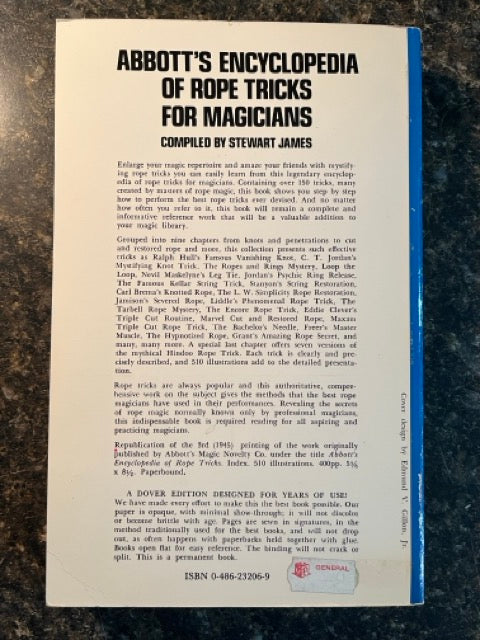 ABBOTT'S ENCYCLOPEDIA
OF ROPE TRICKS
FOR MAGICIANS
COMPILED BY STEWART JAMES
Enlarge your magic repertoire and amaze your friends with mystify-
ing rope tricks you can easily learn from this legendary encyclop-
edia of rope tricks for magicians. Containing over 150 tricks, many
created by masters of rope magic, this book shows you step by step
how to perform the best rope tricks ever devised. And no matter
how often you refer to it, this book will remain a complete and
informative reference work that will be a valuable addition to
your magic library.
Grouped into nine chapters from knots and penetrations to cut
and restored rope and more, this collection presents such effective
tricks as Ralph Hull's Famous Vanishing Knot, C. T. Jordan's
Mystifying Knot Trick, The Ropes and Rings Mystery, Loop the
Loop, Nevil Maskelyne's Leg Tie, Jordan's Psychic Ring Release,
The Famous Kellar String Trick, Stanyon's String Restoration,
Carl Brema's Knotted Rope, The L. W. Simplicity Rope Restoration,
Jamison's Severed Rope, Liddle's Phenomenal Rope Trick, The
Tarbell Rope Mystery, The Encore Rope Trick, Eddie Clever's
Triple Cut Routine, Marvel Cut and Restored Rope, Maxam
Triple Cut Rope Trick, The Bachelor's Needle, Freer's Master
Muscle, The Hypnotized Rope, Grant's Amazing Rope Secret, and
many, many more. A special last chapter offers seven versions of
the mythical Hindoo Rope Trick. Each trick is clearly and pre-
cisely described, and 510 illustrations add to the detailed presenta-
tion.
Rope tricks are always popular and this authoritative, compre-
hensive work on the subject gives the methods that the best rope
magicians have used in their performances. Revealing the secrets
of rope magic normally known only by professional magicians,
this indispensable book is required reading for all aspiring and
practicing magicians.
Republication of the 3rd (1945) printing of the work originally
published by Abbott's Magic Novelty Co. under the title Abbott's
Encyclopedia of Rope Tricks. Index. 510 illustrations. 400pp. 5⅜
x 8½. Paperbound.
A DOVER EDITION DESIGNED FOR YEARS OF USE!
We have made every effort to make this the best book possible. Our
paper is opaque, with minimal show-through; it will not discolor
or become brittle with age. Pages are sewn in signatures, in the
method traditionally used for the best books, and will not drop
out, as often happens with paperbacks held together with glue.
Books open flat for easy reference. The binding will not crack or
split. This is a permanent book.
ISBN 0-486-23206-9
GENERAL
Cover design by Edmund V. Gillon, Jr.